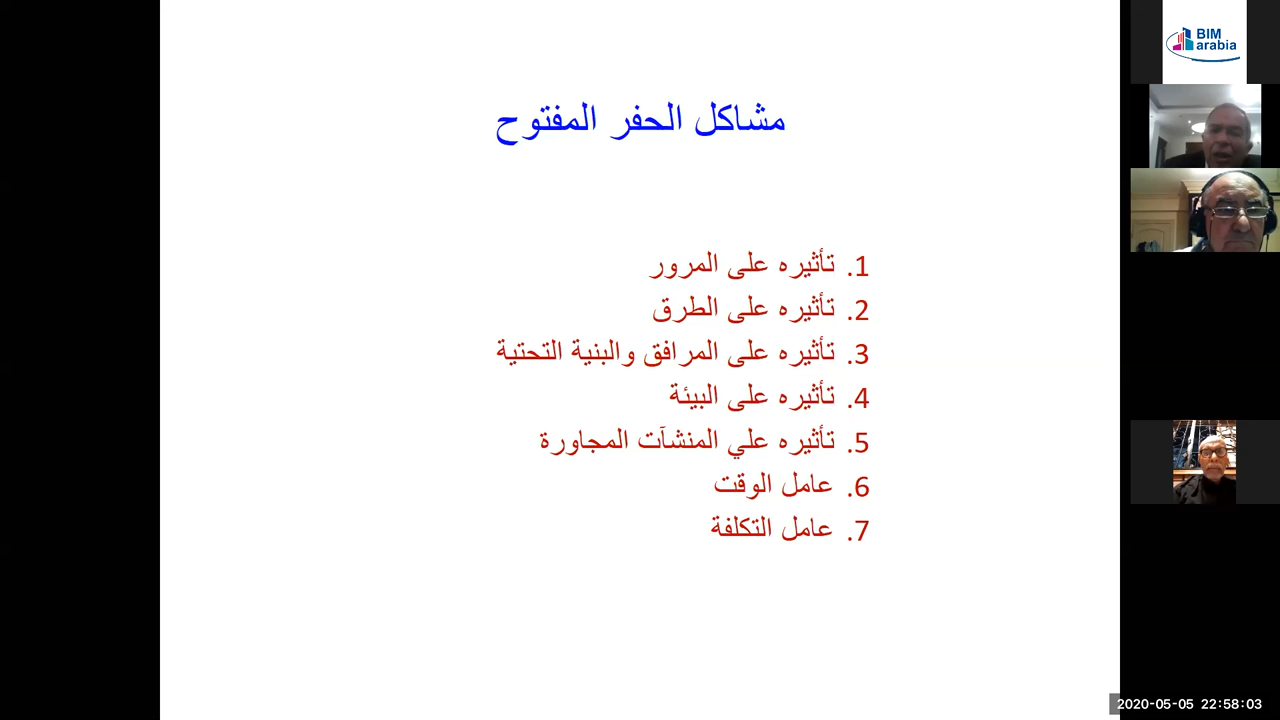 مشاكل الحفر المفتوح
1. تأثيره على المرور
2. تأثيره على الطرق
3. تأثيره على المرافق والبنية التحتية
4. تأثيره على البيئة
5. تأثيره علي المنشآت المجاورة
6. عامل الوقت
7. عامل التكلفة
BIM
arabia
2020-05-05 22:58:03